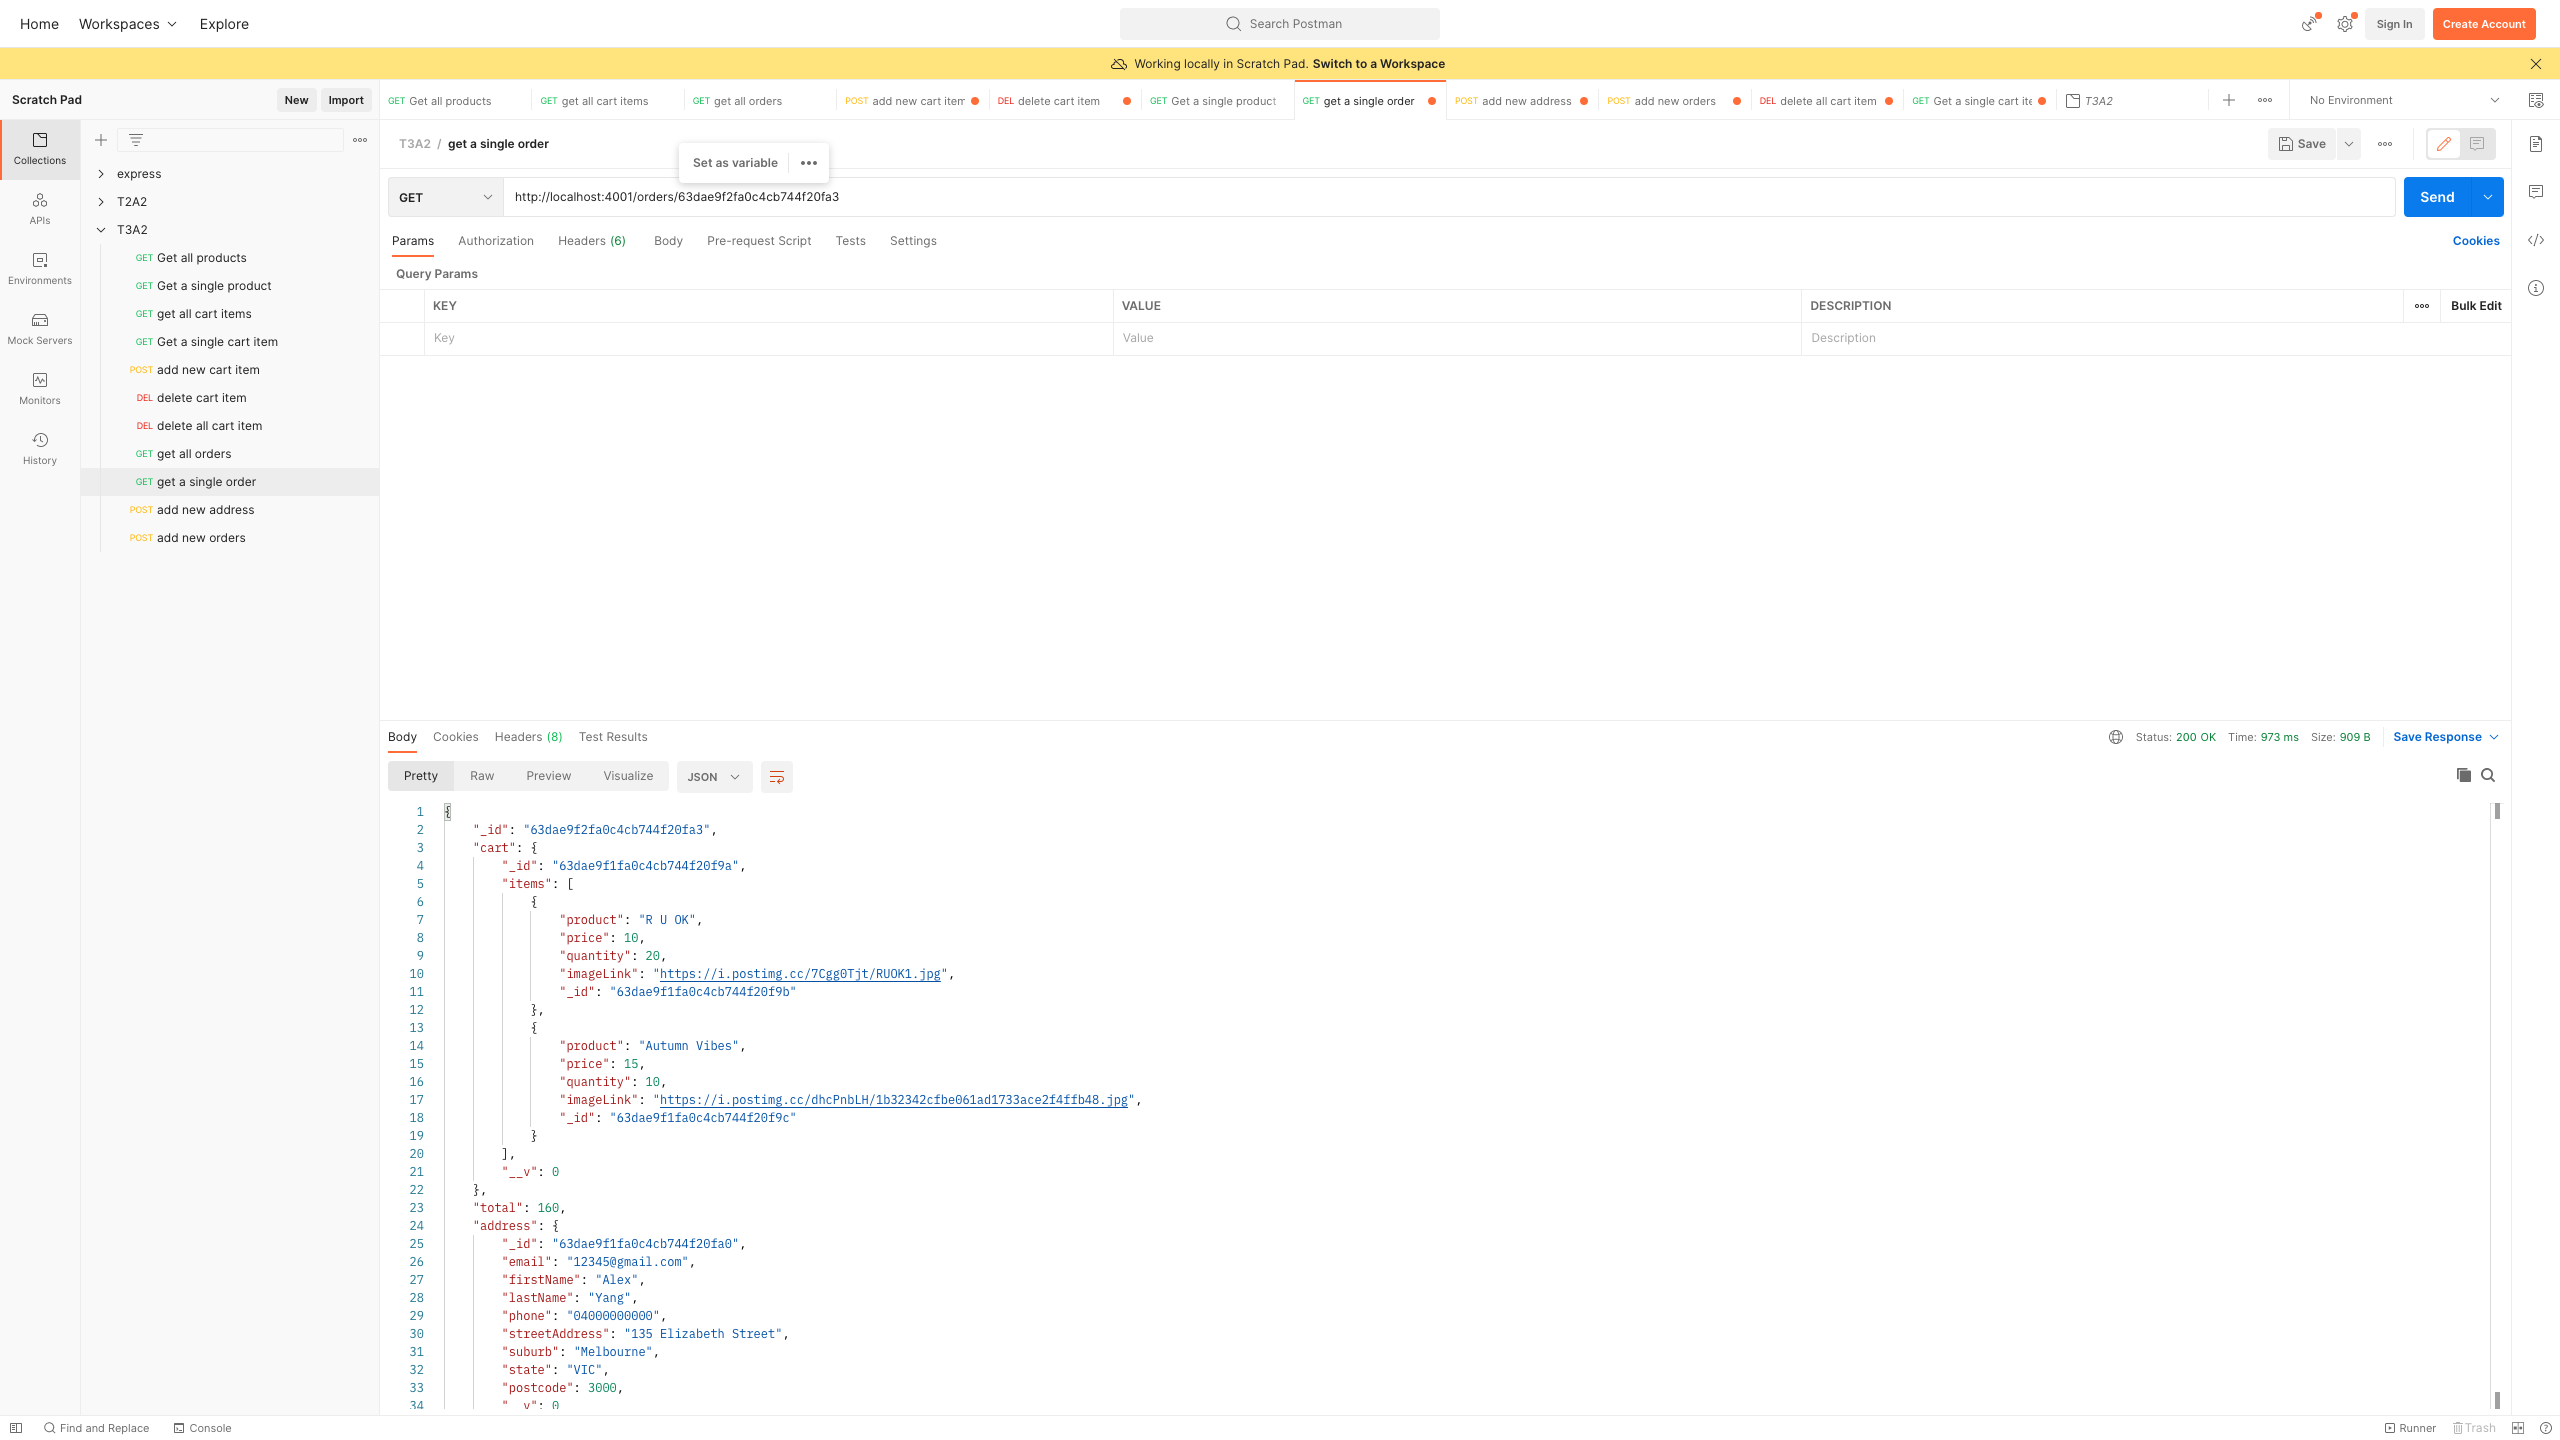 Home Workspaces Explore Search Postman Sign In Create Account
Working locally in Scratch Pad. Switch to a Workspace
Scratch Pad New Import GET Get all products GET get all cart items GET get all orders POST add new cart item DEL delete cart item GET Get a single product GET get a single order POST add new address POST add new orders DEL delete all cart item GET Get a single cart ite T3A2 No Environment
T3A2 / get a single order Save
Set as variable
GET http://localhost:4001/orders/63dae9f2fa0c4cb744f20fa3 Send
Params Authorization Headers (6) Body Pre-request Script Tests Settings Cookies
Query Params
KEY VALUE DESCRIPTION Bulk Edit
Key Value Description
Collections
APIs
Environments
Mock Servers
Monitors
History
express
T2A2
T3A2
GET Get all products
GET Get a single product
GET get all cart items
GET Get a single cart item
POST add new cart item
DEL delete cart item
DEL delete all cart item
GET get all orders
GET get a single order
POST add new address
POST add new orders
Body Cookies Headers (8) Test Results Status: 200 OK Time: 973 ms Size: 909 B Save Response
Pretty Raw Preview Visualize JSON
1 {
2 "_id": "63dae9f2fa0c4cb744f20fa3",
3 "cart": {
4 "_id": "63dae9f1fa0c4cb744f20f9a",
5 "items": [
6 {
7 "product": "R U OK",
8 "price": 10,
9 "quantity": 20,
10 "imageLink": "https://i.postimg.cc/7Cgg0Tjt/RUOK1.jpg",
11 "_id": "63dae9f1fa0c4cb744f20f9b"
12 },
13 {
14 "product": "Autumn Vibes",
15 "price": 15,
16 "quantity": 10,
17 "imageLink": "https://i.postimg.cc/dhcPnbLH/1b32342cfbe061ad1733ace2f4ffb48.jpg",
18 "_id": "63dae9f1fa0c4cb744f20f9c"
19 }
20 ],
21 "__v": 0
22 },
23 "total": 160,
24 "address": {
25 "_id": "63dae9f1fa0c4cb744f20fa0",
26 "email": "12345@gmail.com",
27 "firstName": "Alex",
28 "lastName": "Yang",
29 "phone": "04000000000",
30 "streetAddress": "135 Elizabeth Street",
31 "suburb": "Melbourne",
32 "state": "VIC",
33 "postcode": 3000,
34 "__v": 0
Find and Replace Console Runner Trash